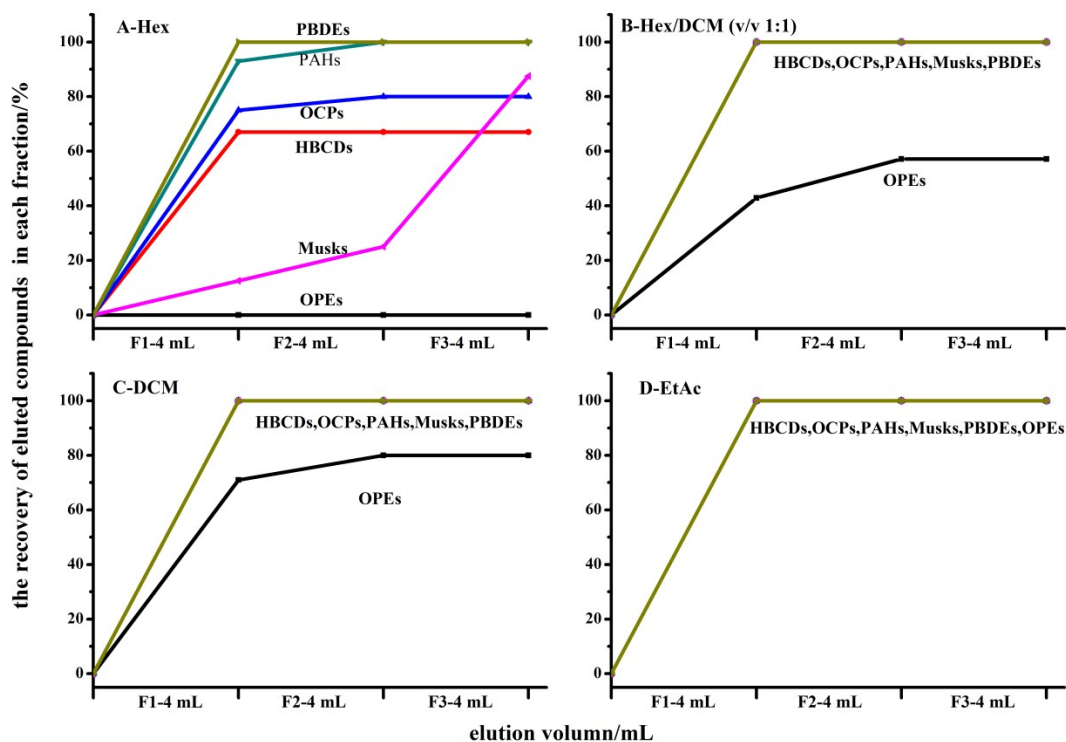 the recovery of eluted compounds in each fraction/%
A-Hex
100
80
60
40
20
0
PBDEs
PAHs
OCPs
HBCDs
Musks
OPEs
F1-4 mL
F2-4 mL
F3-4 mL
B-Hex/DCM (v/v 1:1)
100
80
60
40
20
0
HBCDs,OCPs,PAHs,Musks,PBDEs
OPEs
F1-4 mL
F2-4 mL
F3-4 mL
C-DCM
100
80
60
40
20
0
HBCDs,OCPs,PAHs,Musks,PBDEs
OPEs
F1-4 mL
F2-4 mL
F3-4 mL
D-EtAc
100
80
60
40
20
0
HBCDs,OCPs,PAHs,Musks,PBDEs,OPEs
F1-4 mL
F2-4 mL
F3-4 mL
elution volumn/mL